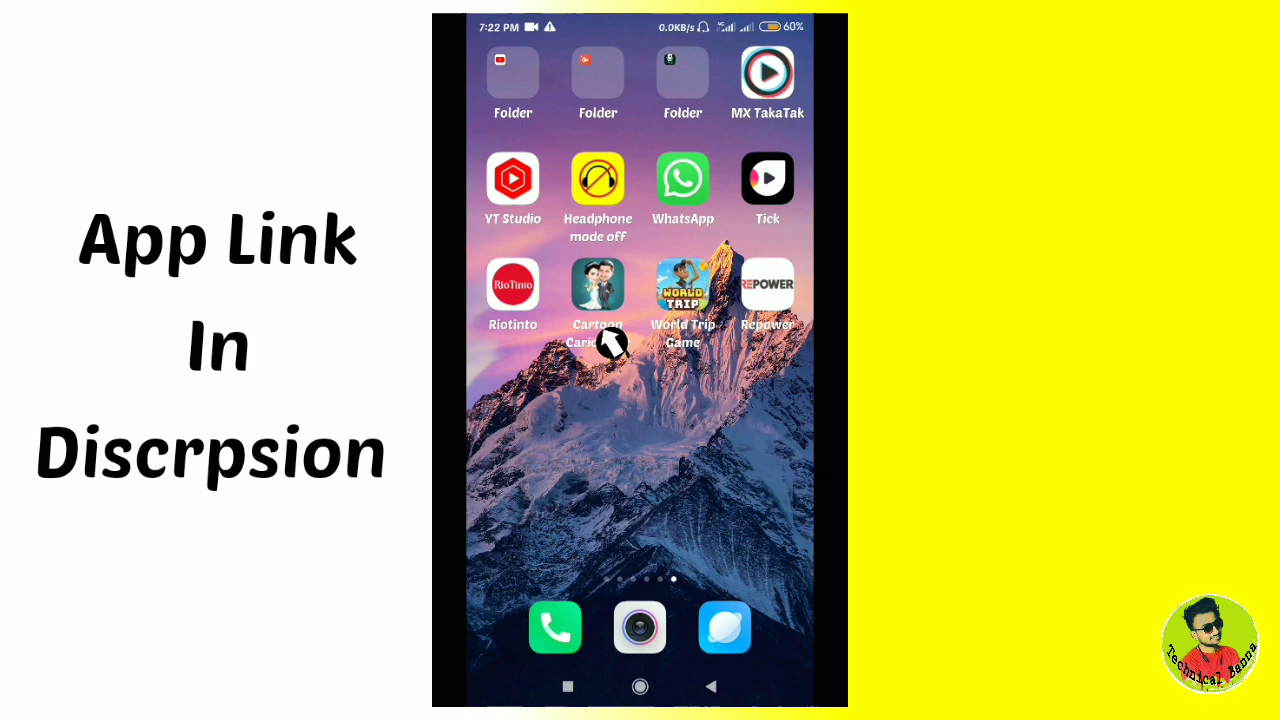 7:22 PM
0.0KB/s
60%
Folder
Folder
Folder
MX TakaTak
YT Studio
Headphone
mode off
WhatsApp
Tick
RioTinto
WORLD
TRIP
REPOWER
Riotinto
Cartoon
World Trip
Game
Repower
App Link
In
Discrpsion
Technical Banna